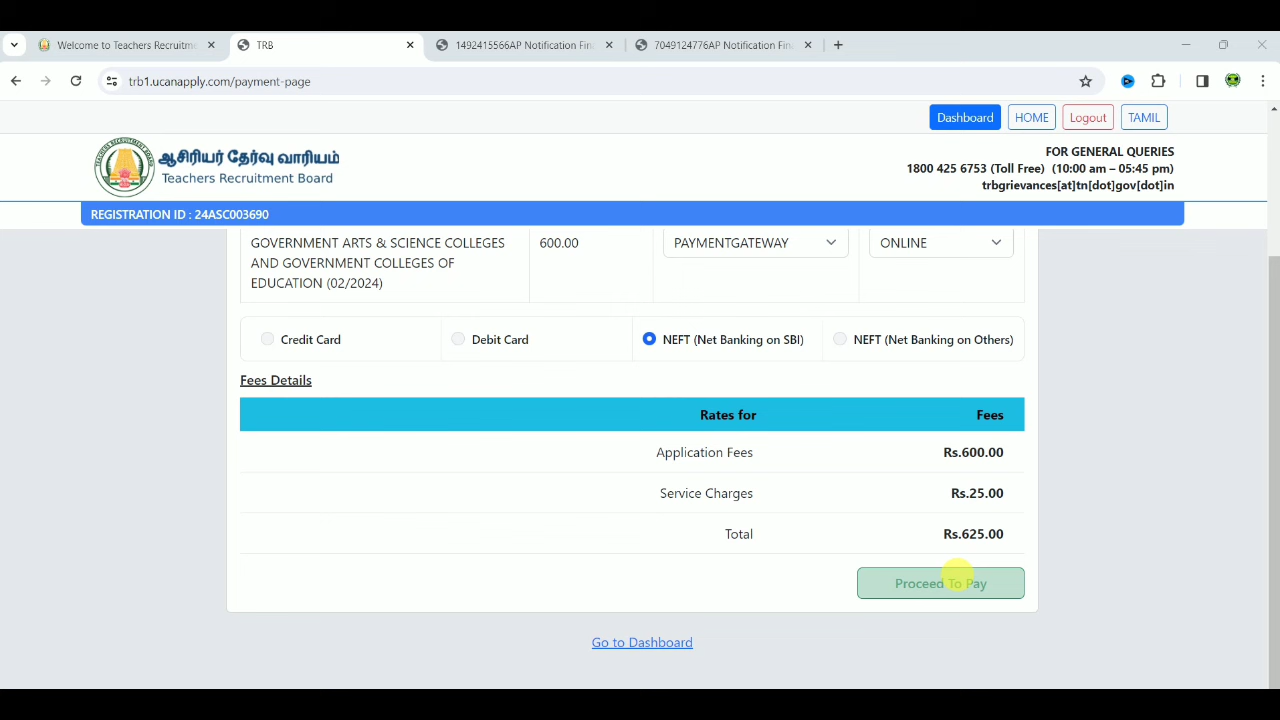 Welcome to Teachers Recruitm
TRB
1492415566AP Notification Fin
7049124776AP Notification Fin
trb1.ucanapply.com/payment-page
Dashboard HOME Logout TAMIL
ஆசிரியர் தேர்வு வாரியம்
Teachers Recruitment Board
FOR GENERAL QUERIES
1800 425 6753 (Toll Free) (10:00 am – 05:45 pm)
trbgrievances[at]tn[dot]gov[dot]in
REGISTRATION ID : 24ASC003690
GOVERNMENT ARTS & SCIENCE COLLEGES 600.00 PAYMENTGATEWAY ONLINE
AND GOVERNMENT COLLEGES OF
EDUCATION (02/2024)
Credit Card Debit Card NEFT (Net Banking on SBI) NEFT (Net Banking on Others)
Fees Details
Rates for Fees
Application Fees Rs.600.00
Service Charges Rs.25.00
Total Rs.625.00
Proceed To Pay
Go to Dashboard